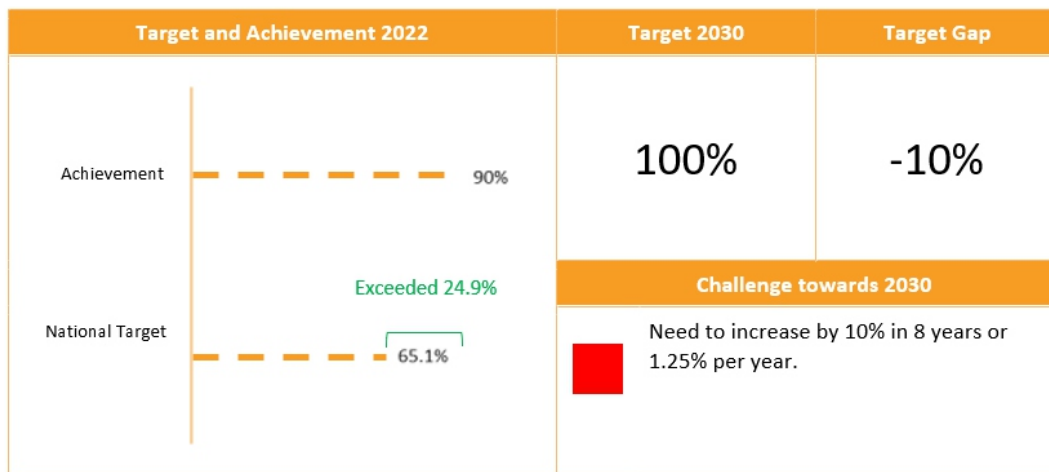 Target and Achievement 2022
Target 2030
Target Gap
Achievement
90%
100%
-10%
Exceeded 24.9%
National Target
65.1%
Challenge towards 2030
Need to increase by 10% in 8 years or
1.25% per year.